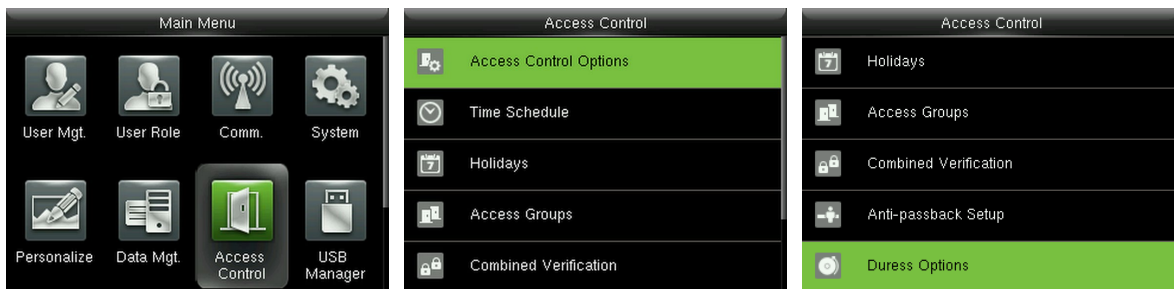 Main Menu
User Mgt.
User Role
Comm.
System
Personalize
Data Mgt.
Access
Control
USB
Manager
Access Control
Access Control Options
Time Schedule
7
Holidays
Access Groups
Combined Verification
Access Control
7
Holidays
Access Groups
Combined Verification
Anti-passback Setup
Duress Options